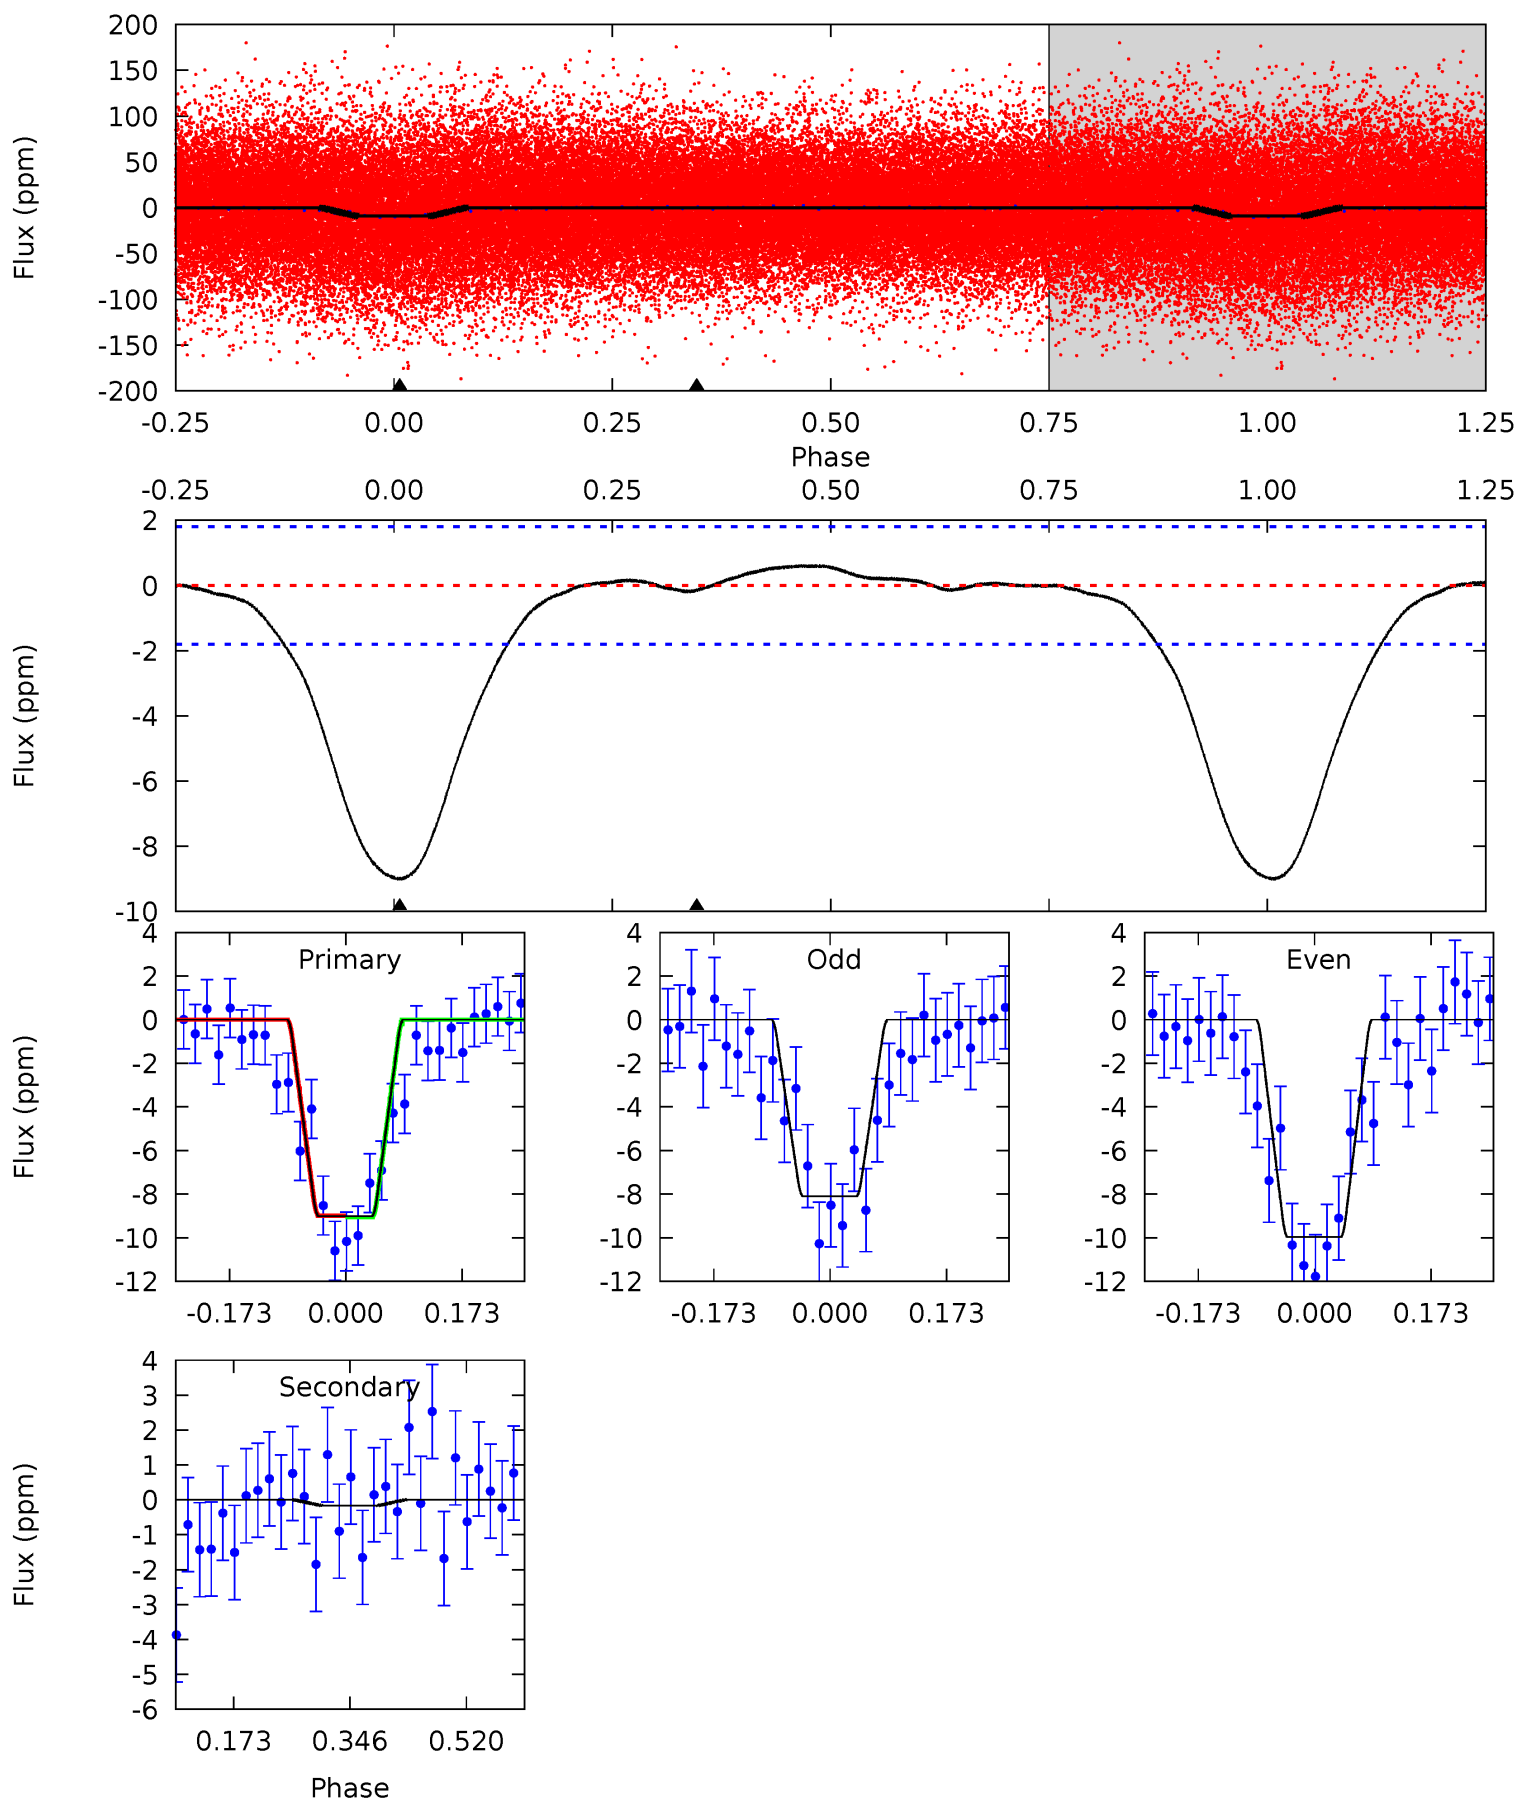 200
150
100
50
0
-50
-100
-150
-200
Flux (ppm)
-0.25 0.00 0.25 0.50 0.75 1.00 1.25
Phase
-0.25 0.00 0.25 0.50 0.75 1.00 1.25
2
0
-2
-4
-6
-8
-10
Flux (ppm)
Primary Odd Even
4 4 4
2 2 2
0 0 0
-2 -2 -2
-4 -4 -4
-6 -6 -6
-8 -8 -8
-10 -10 -10
-12 -12 -12
Flux (ppm)
-0.173 0.000 0.173 -0.173 0.000 0.173 -0.173 0.000 0.173
Secondary
4
3
2
1
0
-1
-2
-3
-4
-5
-6
Flux (ppm)
0.173 0.346 0.520
Phase